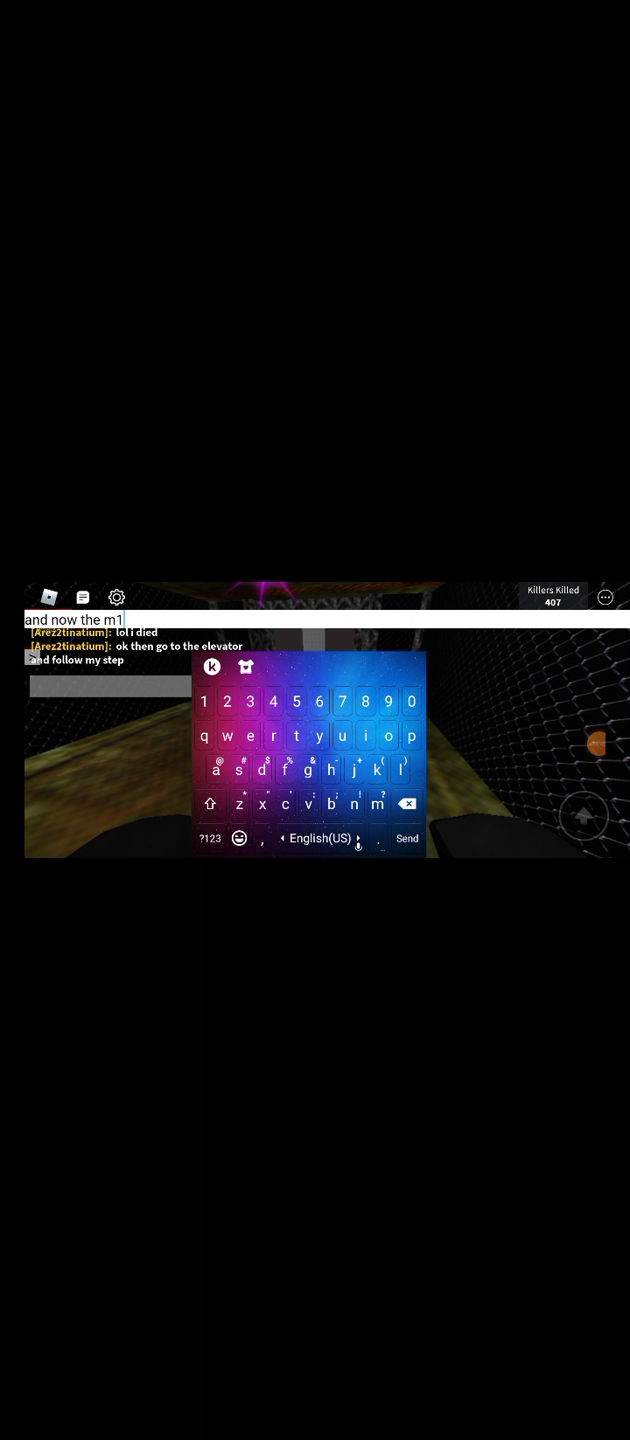 Killers Killed
407
and now the m1
[Arez2tinatium]: lol i died
[Arez2tinatium]: ok then go to the elevator
and follow my step
1 2 3 4 5 6 7 8 9 0
q w e r t y u i o p
@ # $ % & - + ( )
a s d f g h j k l
* " ' : ; ! ?
z x c v b n m
?123 , English(US) . Send